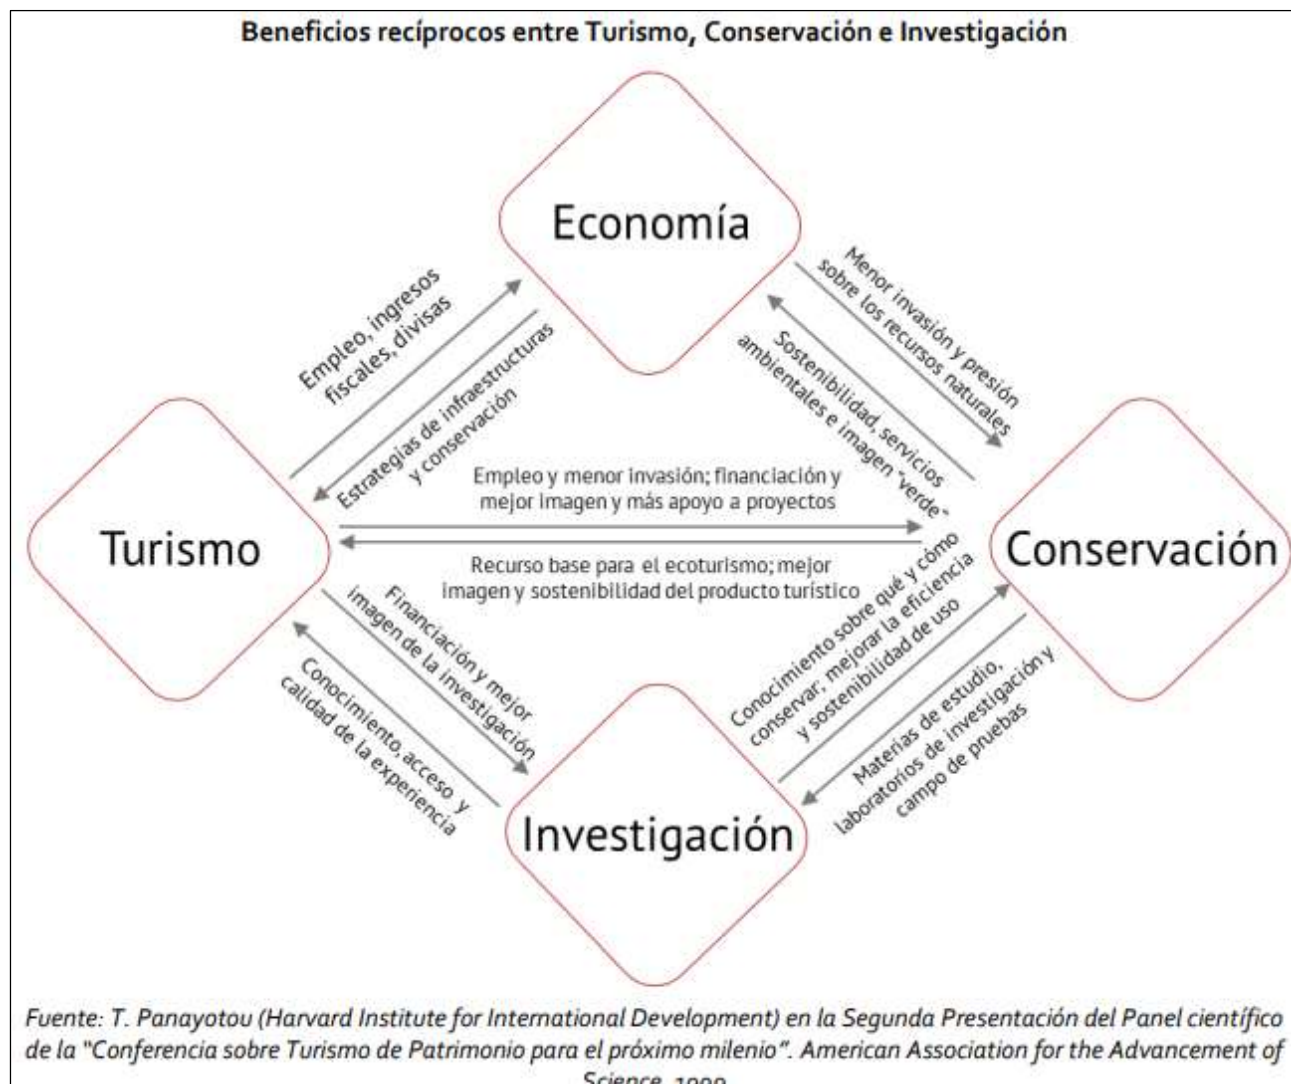 Beneficios recíprocos entre Turismo, Conservación e Investigación
Economía
Empleo, ingresos
fiscales, divisas
Estrategias de infraestructuras
y conservación
Menor invasión y presión
sobre los recursos naturales
Sostenibilidad, servicios
ambientales e imagen "verde"
Turismo
Empleo y menor invasión; financiación y
mejor imagen y más apoyo a proyectos
Recurso base para el ecoturismo; mejor
imagen y sostenibilidad del producto turístico
Conservación
Financiación y mejor
imagen de la investigación
Conocimiento, acceso y
calidad de la experiencia
Conocimiento sobre qué y cómo
conservar; mejorar la eficiencia
y sostenibilidad de uso
Materias de estudio,
laboratorios de investigación y
campo de pruebas
Investigación
Fuente: T. Panayotou (Harvard Institute for International Development) en la Segunda Presentación del Panel científico
de la "Conferencia sobre Turismo de Patrimonio para el próximo milenio". American Association for the Advancement of
Science, 1999